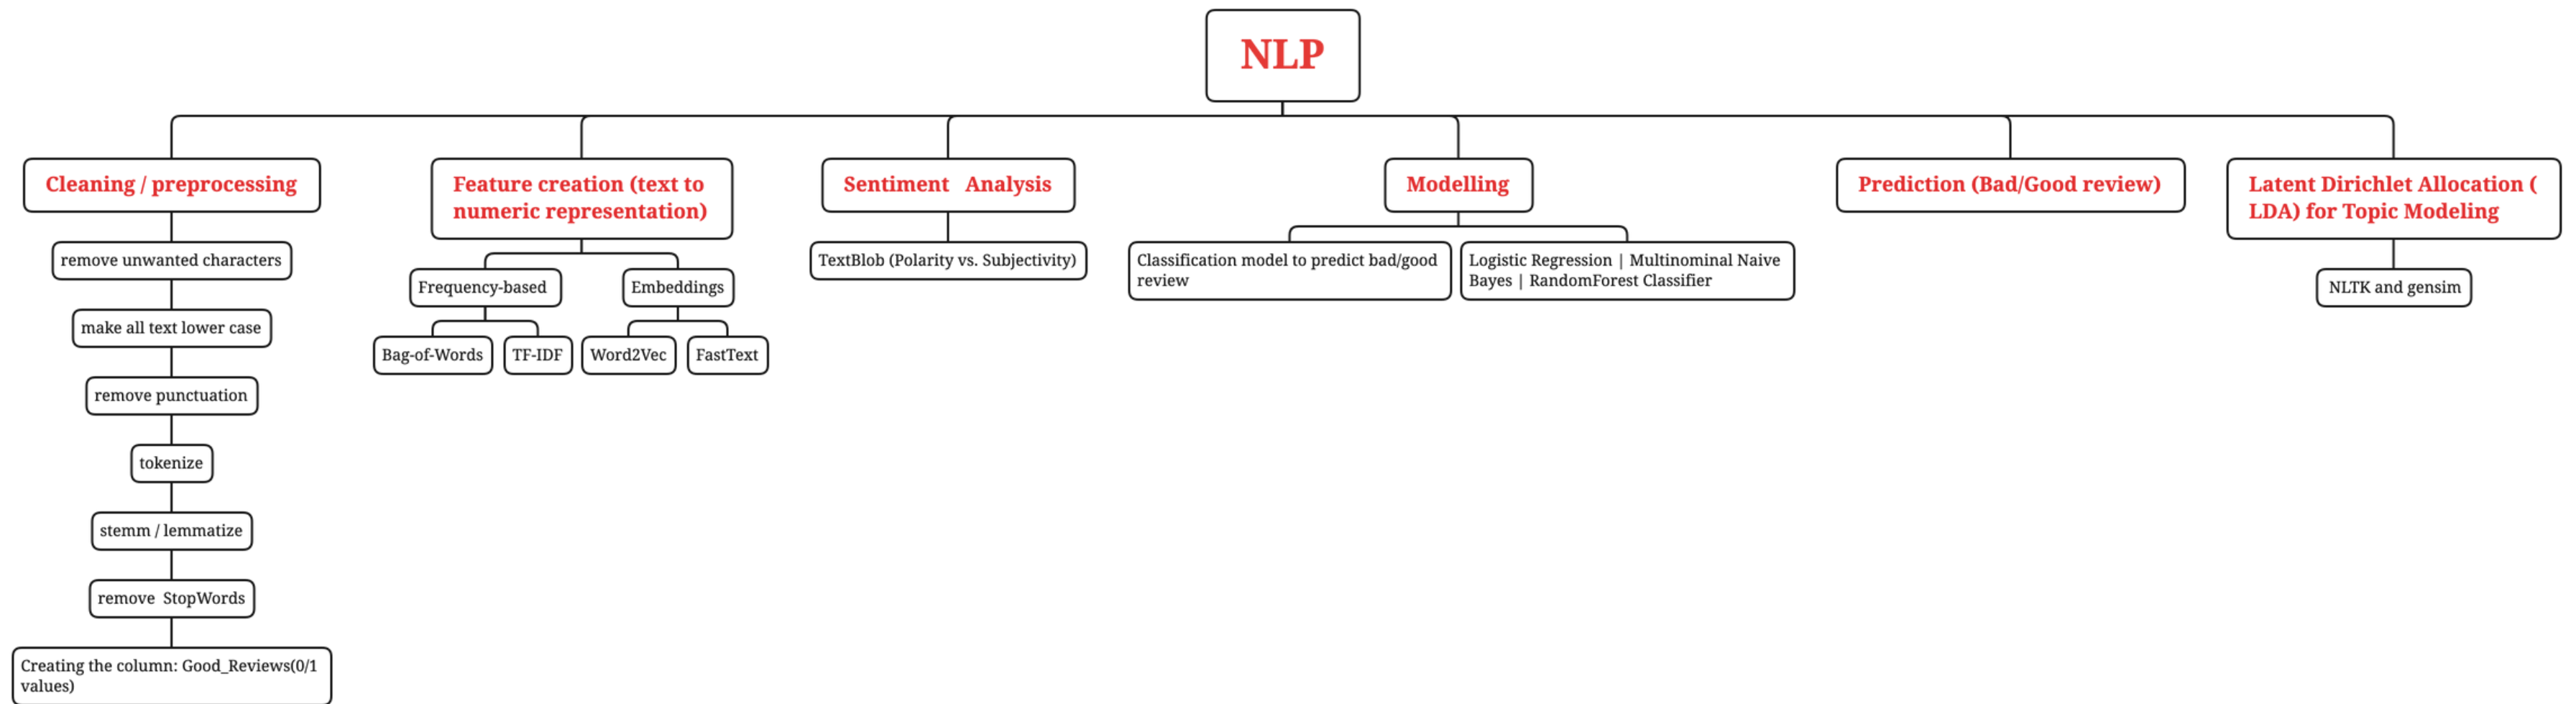 NLP
Cleaning / preprocessing
remove unwanted characters
make all text lower case
remove punctuation
tokenize
stemm / lemmatize
remove StopWords
Creating the column: Good_Reviews(0/1
values)
Feature creation (text to
numeric representation)
Frequency-based
Bag-of-Words
TF-IDF
Embeddings
Word2Vec
FastText
Sentiment Analysis
TextBlob (Polarity vs. Subjectivity)
Modelling
Classification model to predict bad/good
review
Logistic Regression | Multinominal Naive
Bayes | RandomForest Classifier
Prediction (Bad/Good review)
Latent Dirichlet Allocation (
LDA) for Topic Modeling
NLTK and gensim